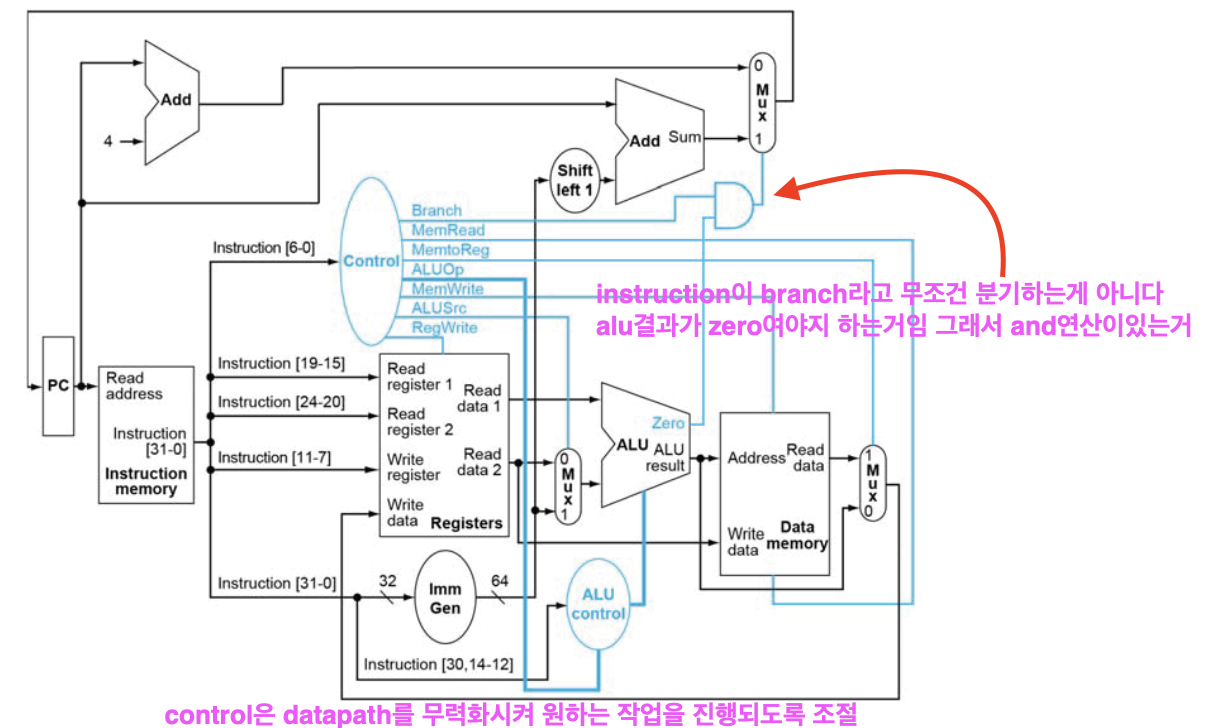 Add
4
Add Sum
0
Mux
1
Shift
left 1
Branch
MemRead
MemtoReg
ALUOp
MemWrite
ALUSrc
RegWrite
Control
Instruction [6-0]
instruction이 branch라고 무조건 분기하는게 아니다
alu결과가 zero여야지 하는거임 그래서 and연산이있는거
PC
Read
address
Instruction
[31-0]
Instruction
memory
Instruction [19-15]
Instruction [24-20]
Instruction [11-7]
Instruction [31-0]
Read
register 1
Read
register 2
Write
register
Write
data
Read
data 1
Read
data 2
Registers
0
Mux
1
Zero
ALU
ALU
result
Address
Read
data
Write
data
Data
memory
1
Mux
0
32
Imm
Gen
64
ALU
control
Instruction [30,14-12]
control은 datapath를 무력화시켜 원하는 작업을 진행되도록 조절